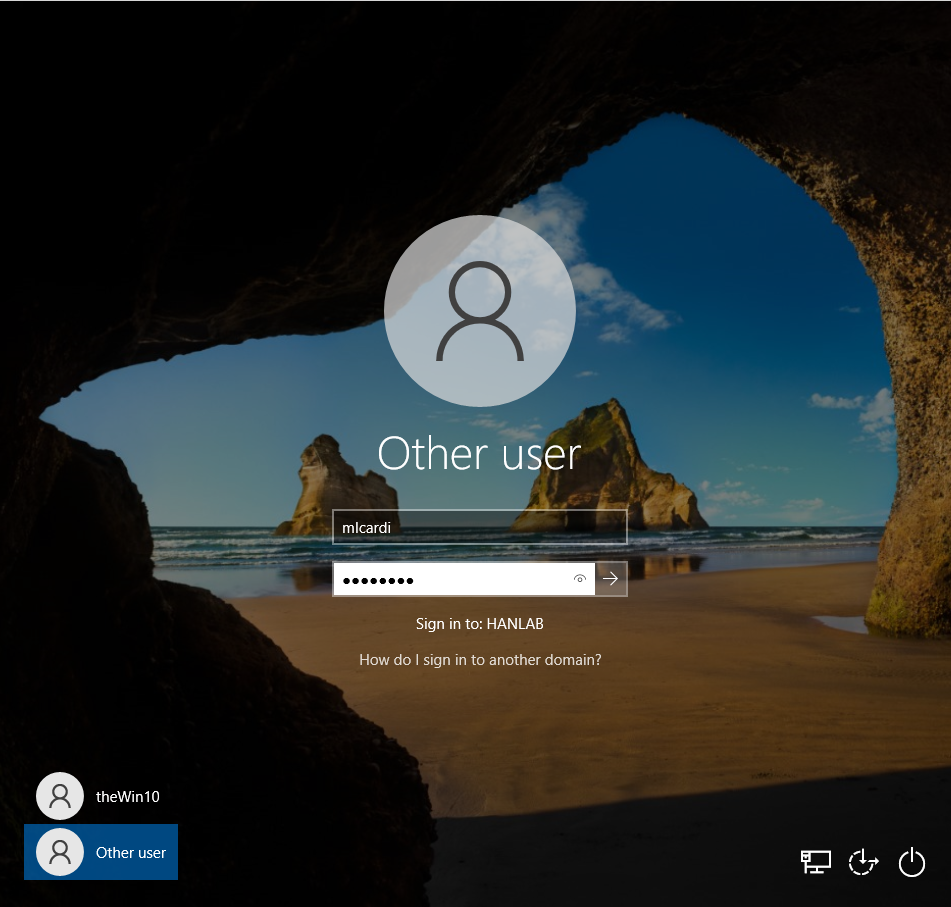 Other user
mlcardi
••••••••
Sign in to: HANLAB
How do I sign in to another domain?
theWin10
Other user